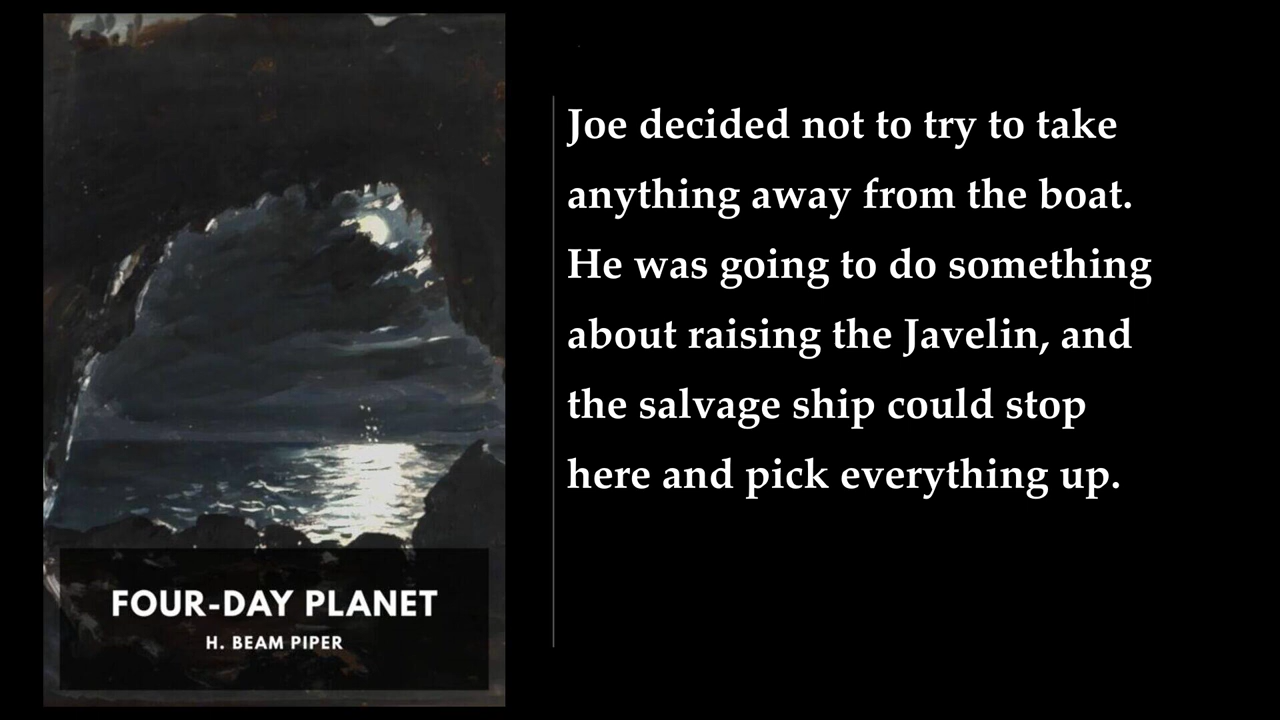 Joe decided not to try to take
anything away from the boat.
He was going to do something
about raising the Javelin, and
the salvage ship could stop
here and pick everything up.
FOUR-DAY PLANET
H. BEAM PIPER